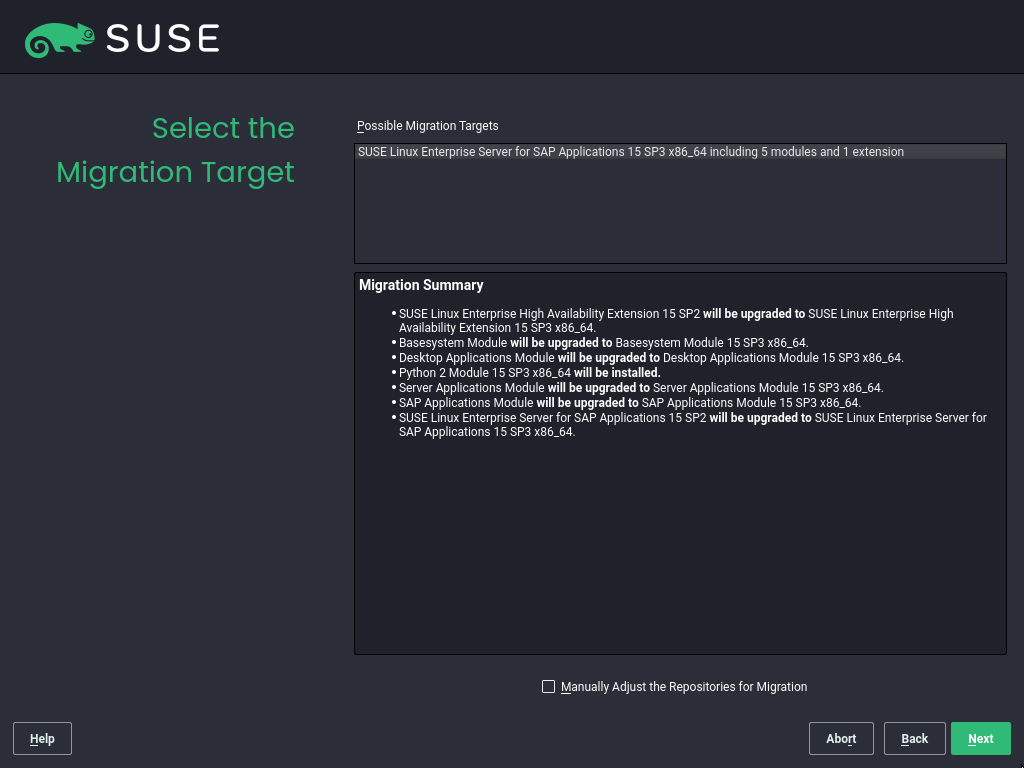 SUSE
Select the
Migration Target
Possible Migration Targets
SUSE Linux Enterprise Server for SAP Applications 15 SP3 x86_64 including 5 modules and 1 extension
Migration Summary
• SUSE Linux Enterprise High Availability Extension 15 SP2 will be upgraded to SUSE Linux Enterprise High
Availability Extension 15 SP3 x86_64.
• Basesystem Module will be upgraded to Basesystem Module 15 SP3 x86_64.
• Desktop Applications Module will be upgraded to Desktop Applications Module 15 SP3 x86_64.
• Python 2 Module 15 SP3 x86_64 will be installed.
• Server Applications Module will be upgraded to Server Applications Module 15 SP3 x86_64.
• SAP Applications Module will be upgraded to SAP Applications Module 15 SP3 x86_64.
• SUSE Linux Enterprise Server for SAP Applications 15 SP2 will be upgraded to SUSE Linux Enterprise Server for
SAP Applications 15 SP3 x86_64.
Manually Adjust the Repositories for Migration
Help
Abort
Back
Next